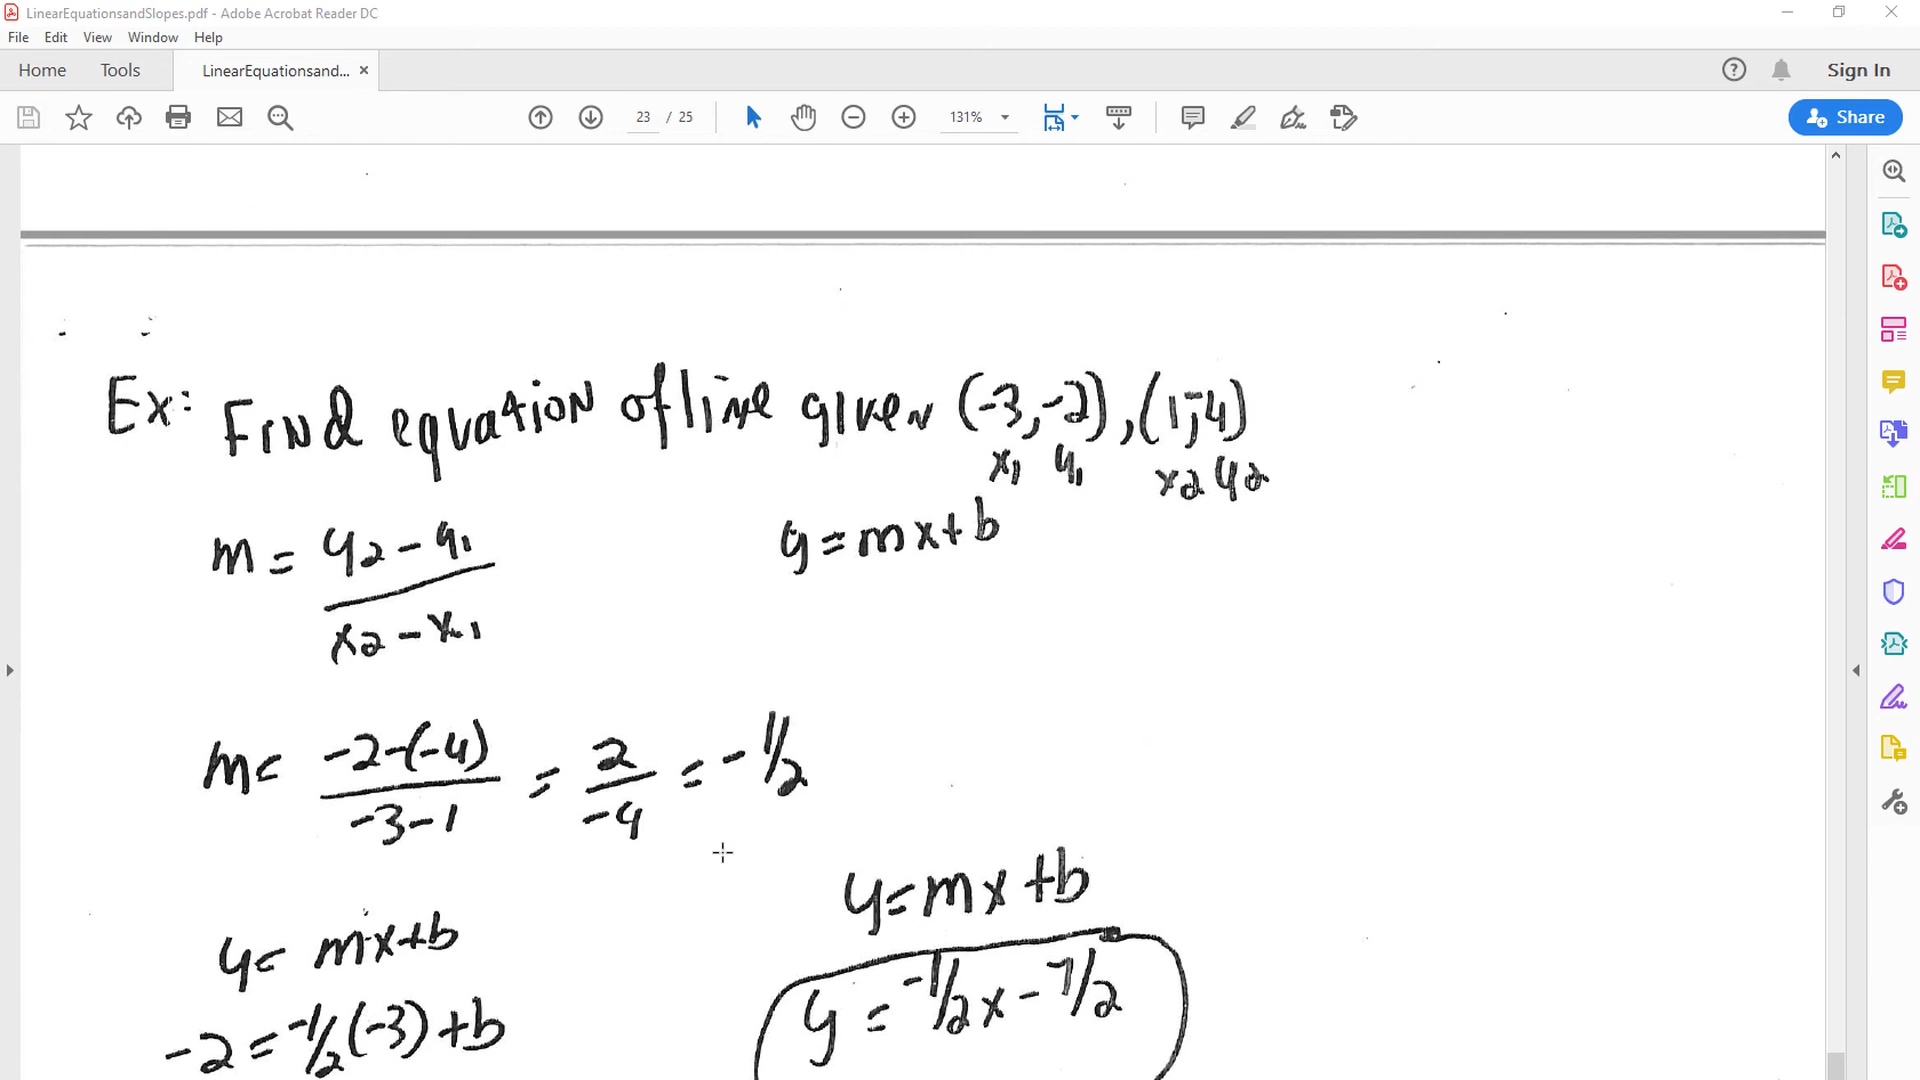 LinearEquationsandSlopes.pdf - Adobe Acrobat Reader DC
File Edit View Window Help
Home Tools LinearEquationsand... × Sign In
23 / 25 131% Share
Ex: Find equation of line given (-3,-2), (1,-4)
x1 y1 x2 y2
m = y2 - y1 / x2 - x1
y = mx+b
m = -2-(-4) / -3-1 = 2/-4 = -1/2
y = mx+b
y = mx+b
-2 = -1/2(-3)+b
y = -1/2x - 7/2